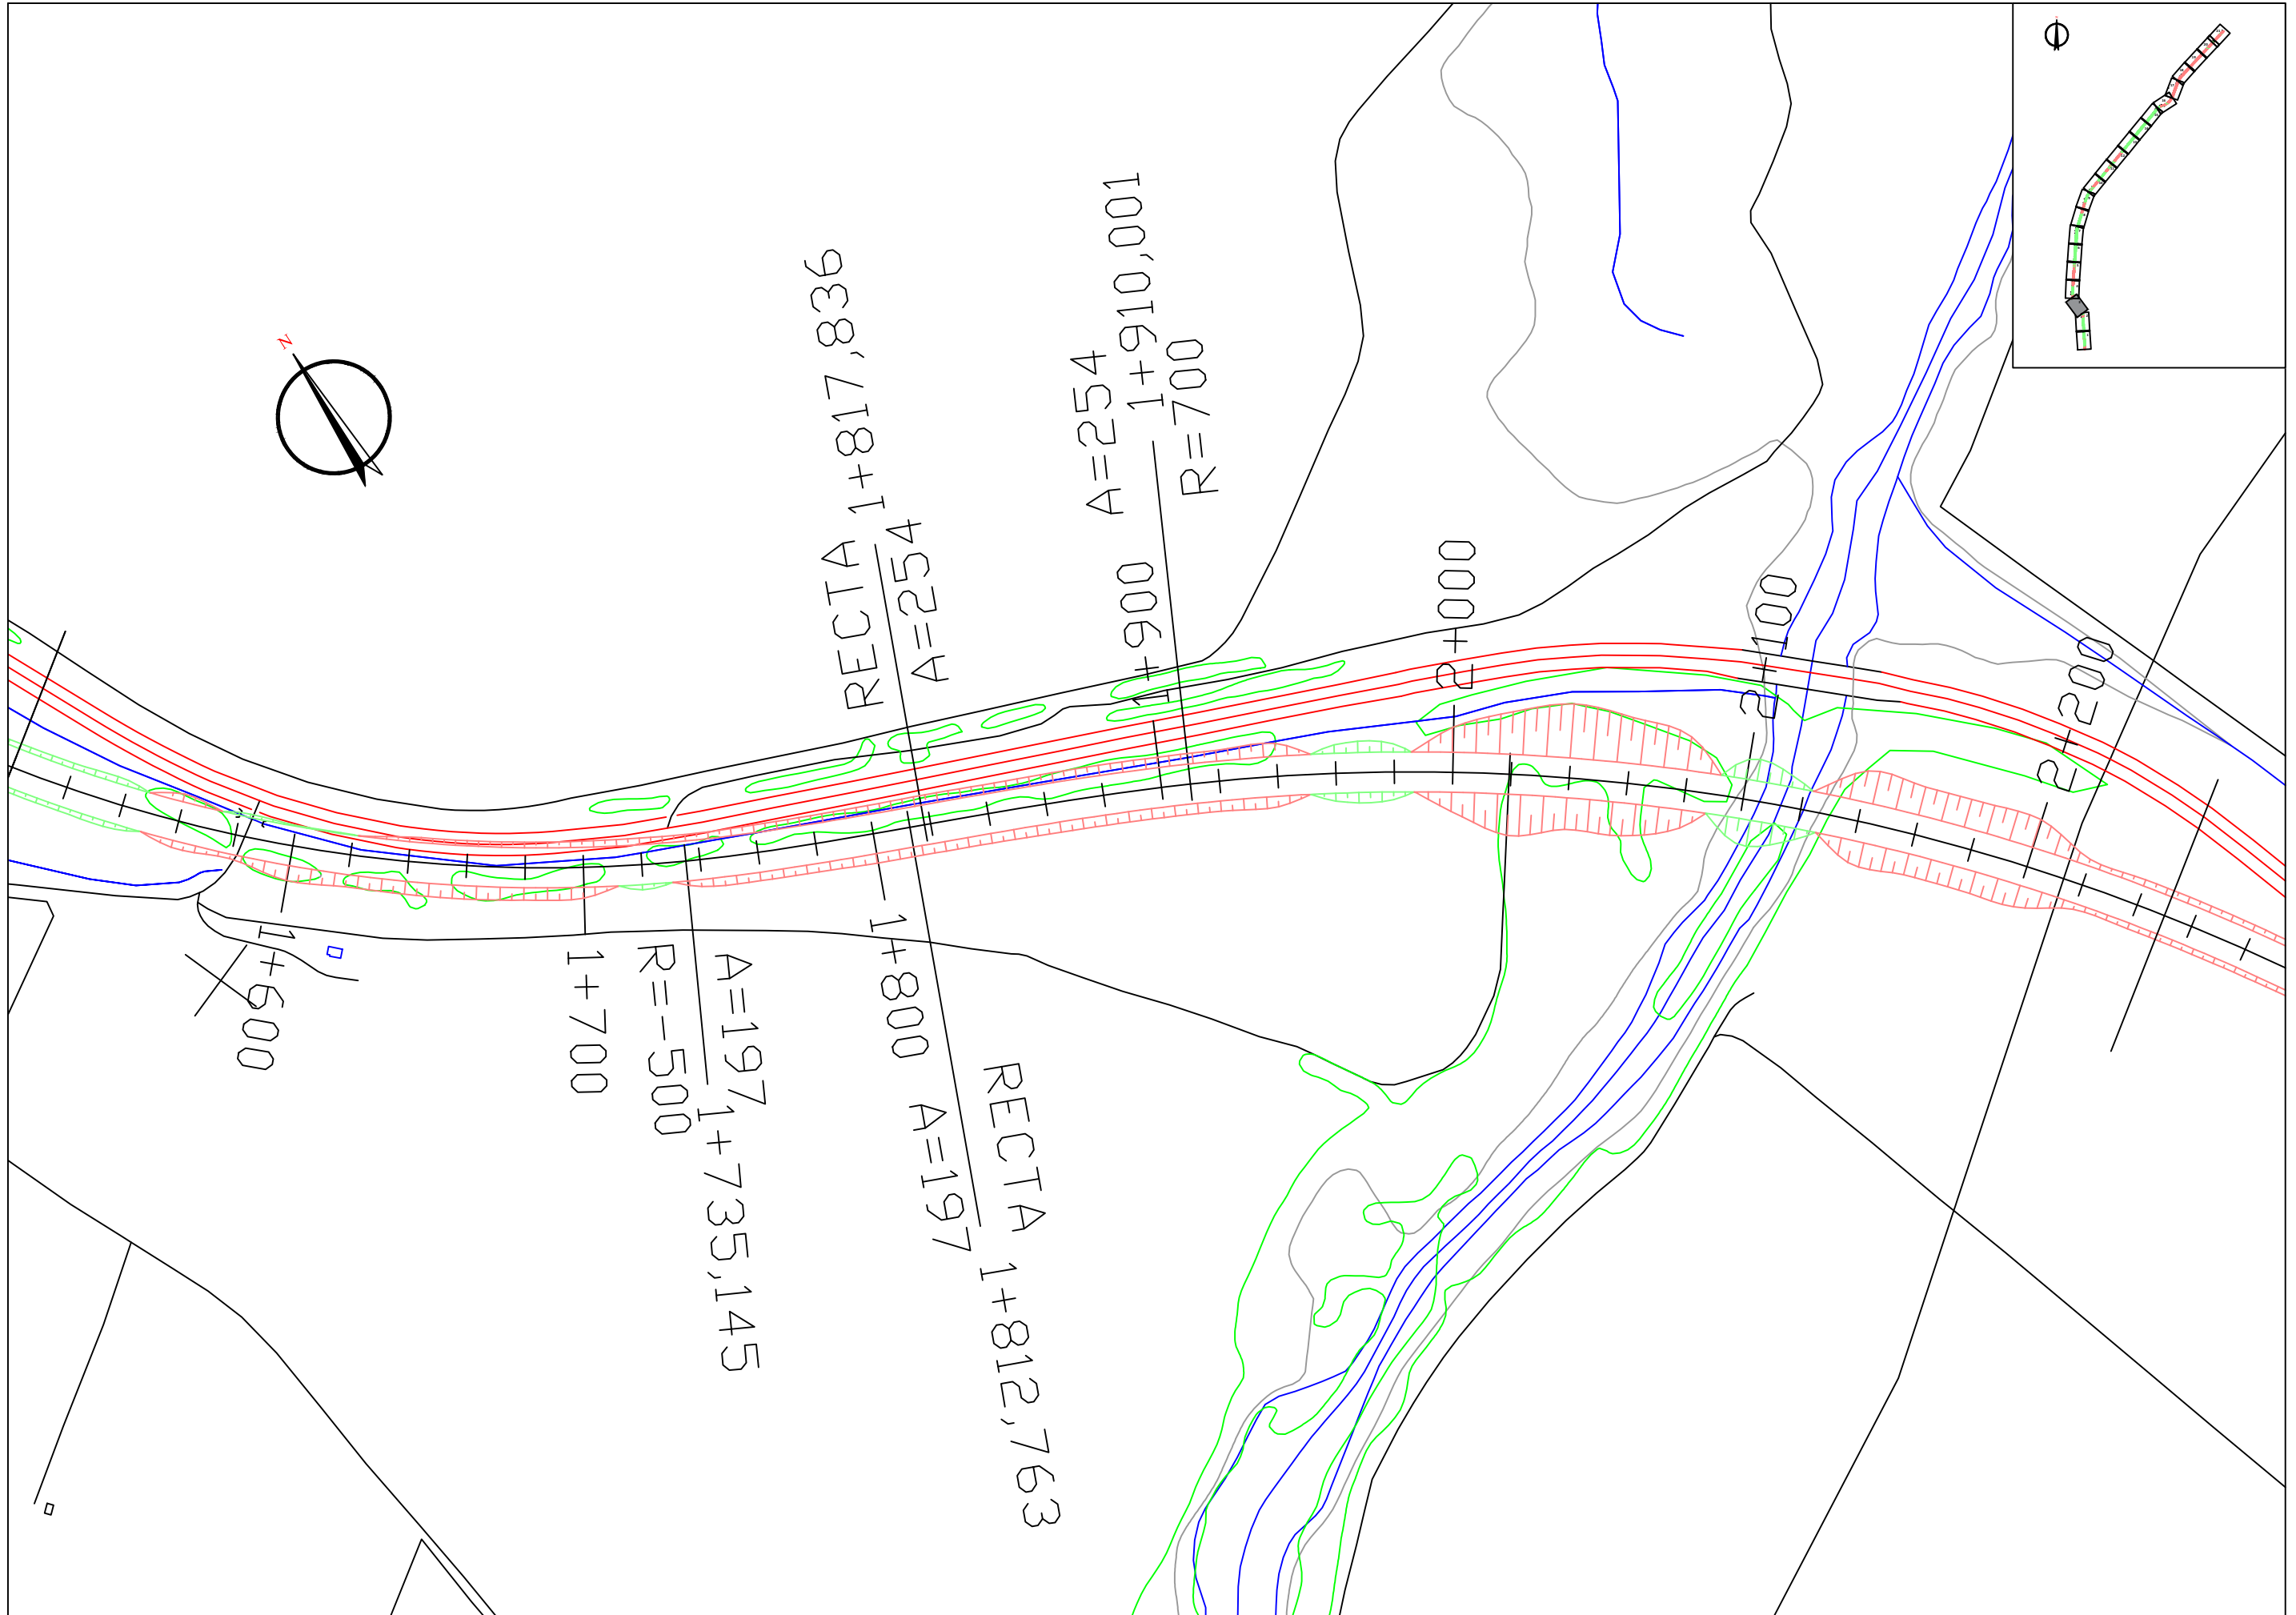 N
RECTA 1+817,836
A=254
A=254 1+910,001
R=700
1+900
2+000
2+100
2+200
1+600
1+700
R=-500
A=197 1+735,145
1+800
A=197
RECTA 1+812,763